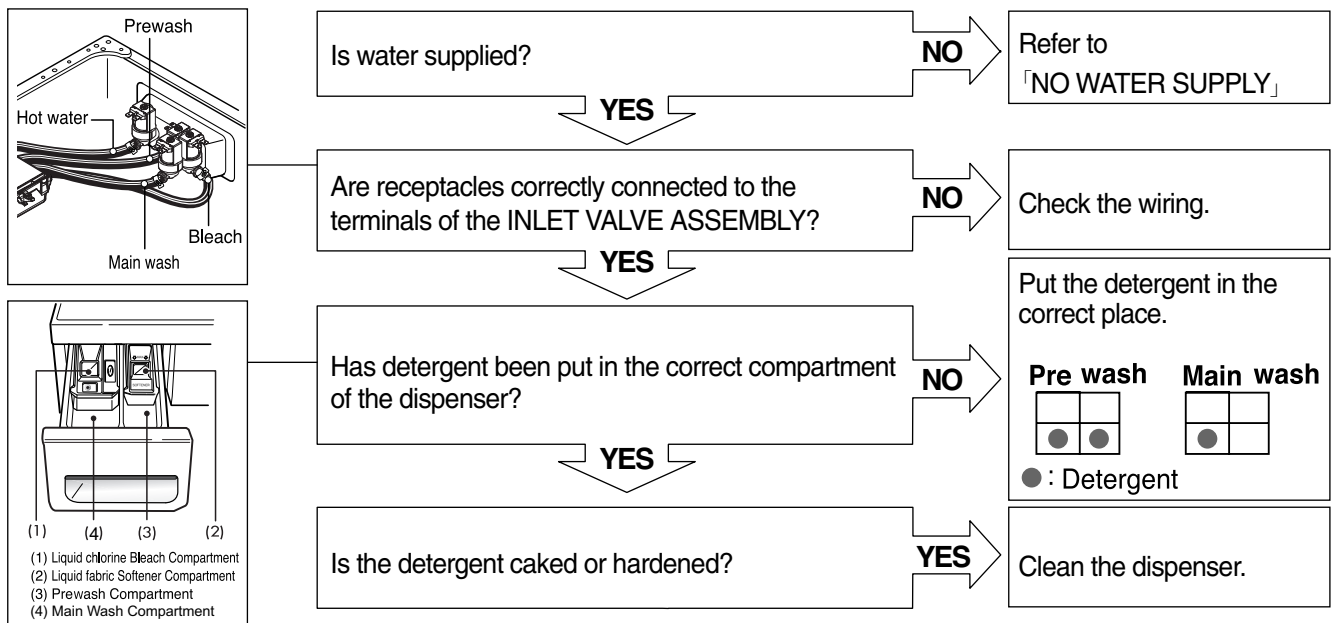 Prewash
Hot water
Bleach
Main wash
Is water supplied?
NO
Refer to
「NO WATER SUPPLY」
YES
Are receptacles correctly connected to the
terminals of the INLET VALVE ASSEMBLY?
NO
Check the wiring.
YES
SOFTENER
(1) (4) (3) (2)
(1) Liquid chlorine Bleach Compartment
(2) Liquid fabric Softener Compartment
(3) Prewash Compartment
(4) Main Wash Compartment
Has detergent been put in the correct compartment
of the dispenser?
NO
Put the detergent in the
correct place.
Pre wash Main wash
● : Detergent
YES
Is the detergent caked or hardened?
YES
Clean the dispenser.